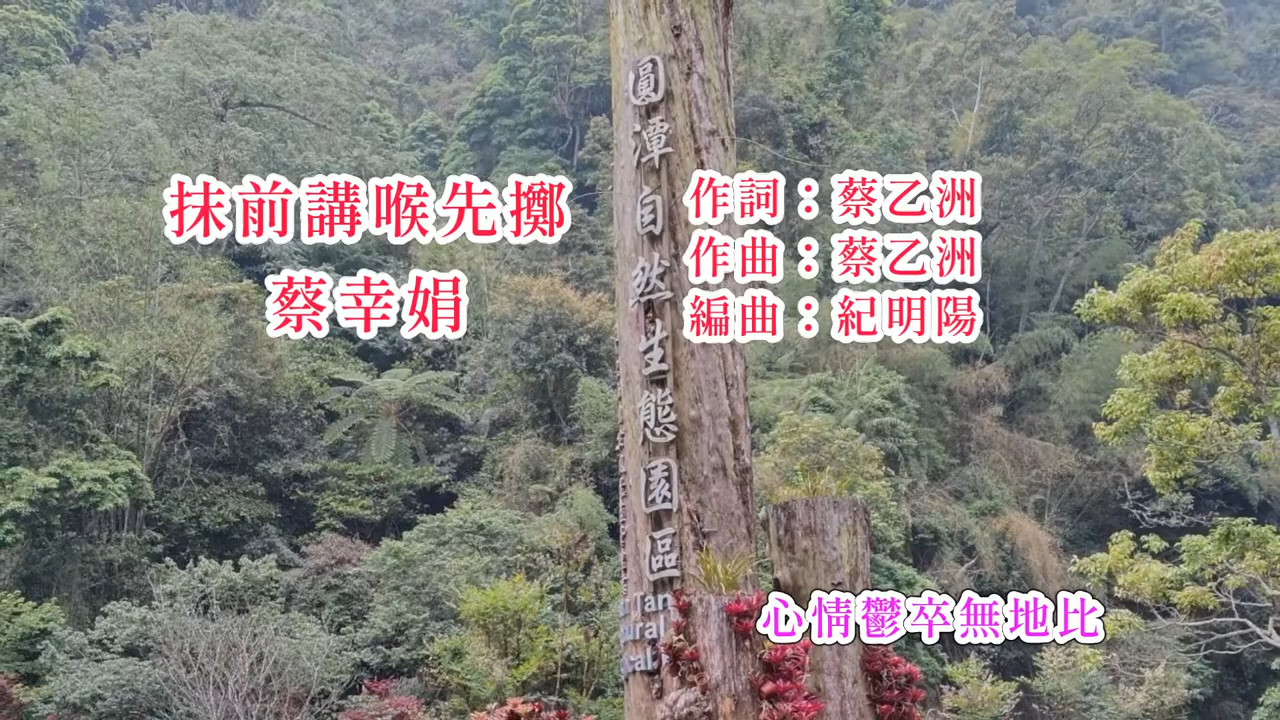 抹前講喉先擲
蔡幸娟
作詞：蔡乙洲
作曲：蔡乙洲
編曲：紀明陽
圓潭自然生態園區
Tan
ural
心情鬱卒無地比